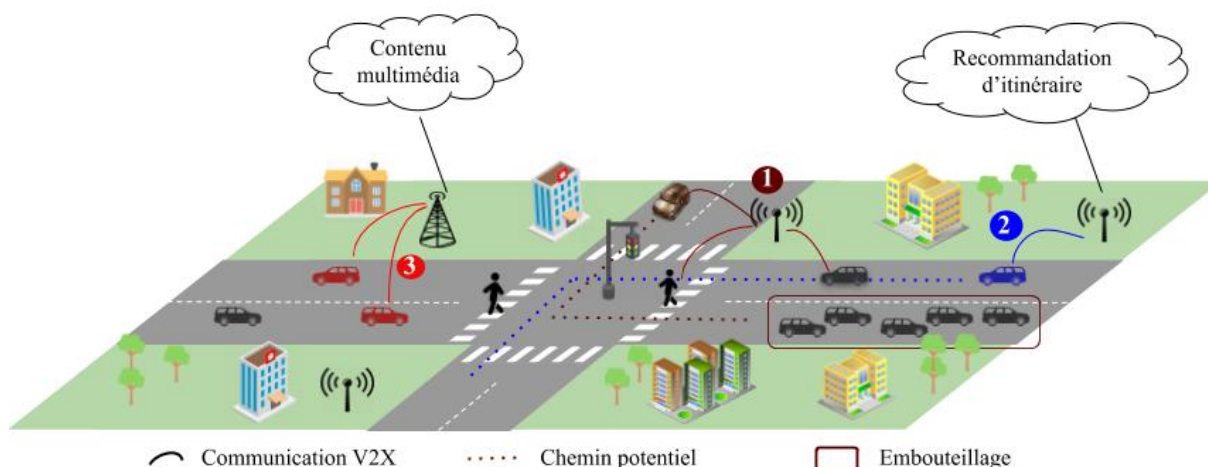 Contenu
multimédia
Recommandation
d'itinéraire
1
2
3
Communication V2X
Chemin potentiel
Embouteillage